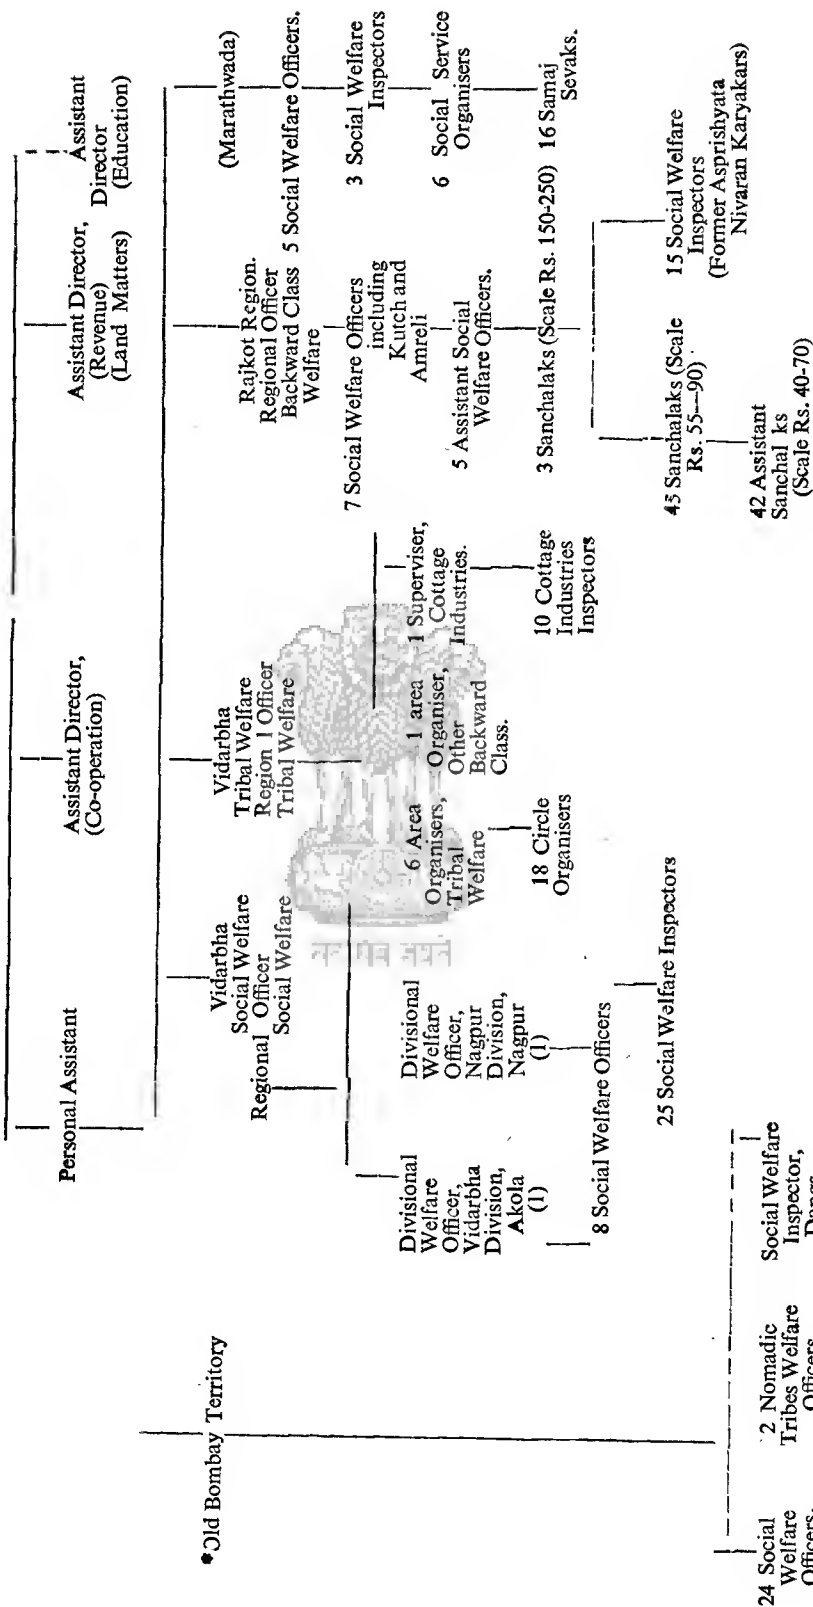 Personal Assistant
Assistant Director,
(Co-operation)
Assistant Director,
(Revenue)
(Land Matters)
Assistant
Director
(Education)
*Old Bombay Territory
24 Social
Welfare
Officers.
2 Nomadic
Tribes Welfare
Officers
Social Welfare
Inspector,
Dangs
Vidarbha
Social Welfare
Regional Officer
Social Welfare
Divisional
Welfare
Officer,
Vidarbha
Division,
Akola
(1)
Divisional
Welfare
Officer,
Nagpur
Division,
Nagpur
(1)
8 Social Welfare Officers
25 Social Welfare Inspectors
Vidarbha
Tribal Welfare
Region 1 Officer
Tribal Welfare
6 Area
Organisers,
Tribal
Welfare
18 Circle
Organisers
1 area
Organiser,
Other
Backward
Class.
1 Superviser,
Cottage
Industries.
10 Cottage
Industries
Inspectors
Rajkot Region.
Regional Officer
Backward Class
Welfare
7 Social Welfare Officers
including
Kutch and
Amreli
5 Assistant Social
Welfare Officers.
3 Sanchalaks (Scale Rs. 150-250)
45 Sanchalaks (Scale
Rs. 55—90)
42 Assistant
Sanchal ks
(Scale Rs. 40-70)
15 Social Welfare
Inspectors
(Former Asprishyata
Nivaran Karyakars)
(Marathwada)
5 Social Welfare Officers.
3 Social Welfare
Inspectors
6 Social Service
Organisers
16 Samaj
Sevaks.